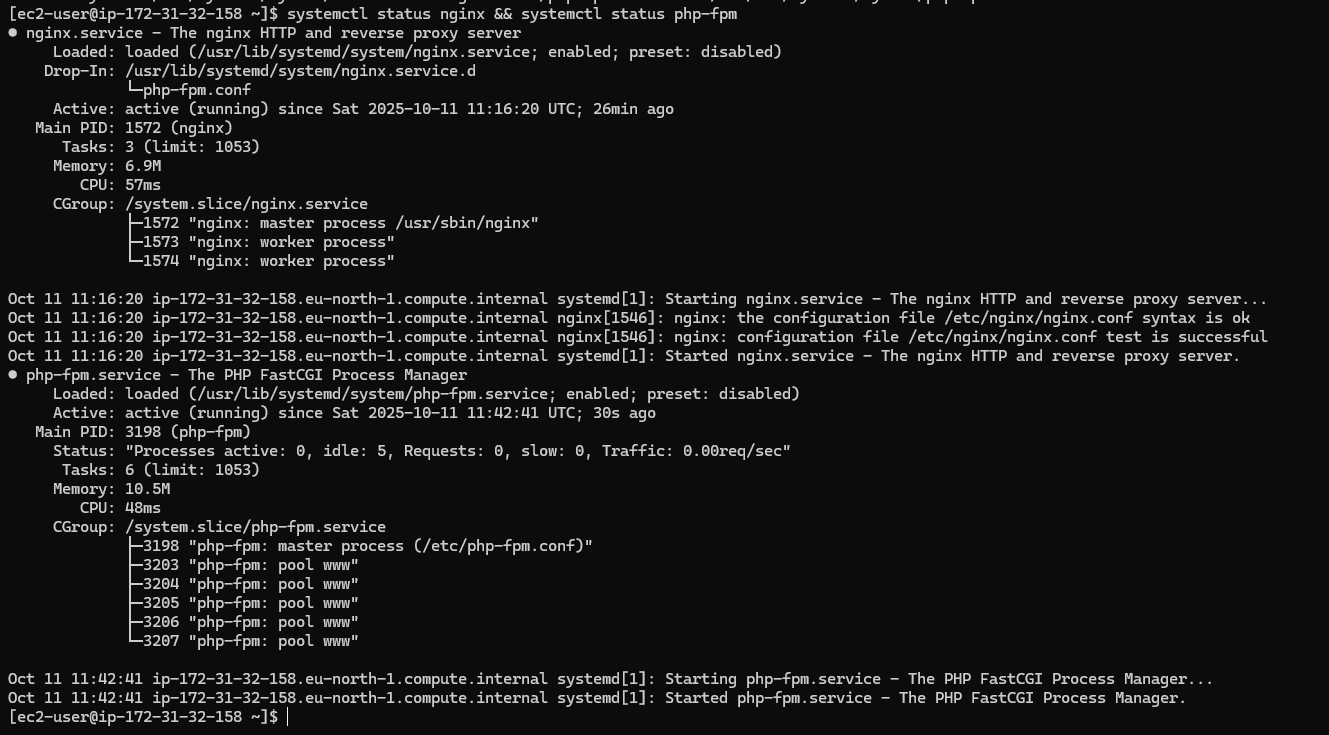 [ec2-user@ip-172-31-32-158 ~]$ systemctl status nginx && systemctl status php-fpm
● nginx.service - The nginx HTTP and reverse proxy server
     Loaded: loaded (/usr/lib/systemd/system/nginx.service; enabled; preset: disabled)
    Drop-In: /usr/lib/systemd/system/nginx.service.d
             └─php-fpm.conf
     Active: active (running) since Sat 2025-10-11 11:16:20 UTC; 26min ago
   Main PID: 1572 (nginx)
      Tasks: 3 (limit: 1053)
     Memory: 6.9M
        CPU: 57ms
     CGroup: /system.slice/nginx.service
             ├─1572 "nginx: master process /usr/sbin/nginx"
             ├─1573 "nginx: worker process"
             └─1574 "nginx: worker process"

Oct 11 11:16:20 ip-172-31-32-158.eu-north-1.compute.internal systemd[1]: Starting nginx.service - The nginx HTTP and reverse proxy server...
Oct 11 11:16:20 ip-172-31-32-158.eu-north-1.compute.internal nginx[1546]: nginx: the configuration file /etc/nginx/nginx.conf syntax is ok
Oct 11 11:16:20 ip-172-31-32-158.eu-north-1.compute.internal nginx[1546]: nginx: configuration file /etc/nginx/nginx.conf test is successful
Oct 11 11:16:20 ip-172-31-32-158.eu-north-1.compute.internal systemd[1]: Started nginx.service - The nginx HTTP and reverse proxy server.
● php-fpm.service - The PHP FastCGI Process Manager
     Loaded: loaded (/usr/lib/systemd/system/php-fpm.service; enabled; preset: disabled)
     Active: active (running) since Sat 2025-10-11 11:42:41 UTC; 30s ago
   Main PID: 3198 (php-fpm)
     Status: "Processes active: 0, idle: 5, Requests: 0, slow: 0, Traffic: 0.00req/sec"
      Tasks: 6 (limit: 1053)
     Memory: 10.5M
        CPU: 48ms
     CGroup: /system.slice/php-fpm.service
             ├─3198 "php-fpm: master process (/etc/php-fpm.conf)"
             ├─3203 "php-fpm: pool www"
             ├─3204 "php-fpm: pool www"
             ├─3205 "php-fpm: pool www"
             ├─3206 "php-fpm: pool www"
             └─3207 "php-fpm: pool www"

Oct 11 11:42:41 ip-172-31-32-158.eu-north-1.compute.internal systemd[1]: Starting php-fpm.service - The PHP FastCGI Process Manager...
Oct 11 11:42:41 ip-172-31-32-158.eu-north-1.compute.internal systemd[1]: Started php-fpm.service - The PHP FastCGI Process Manager.
[ec2-user@ip-172-31-32-158 ~]$